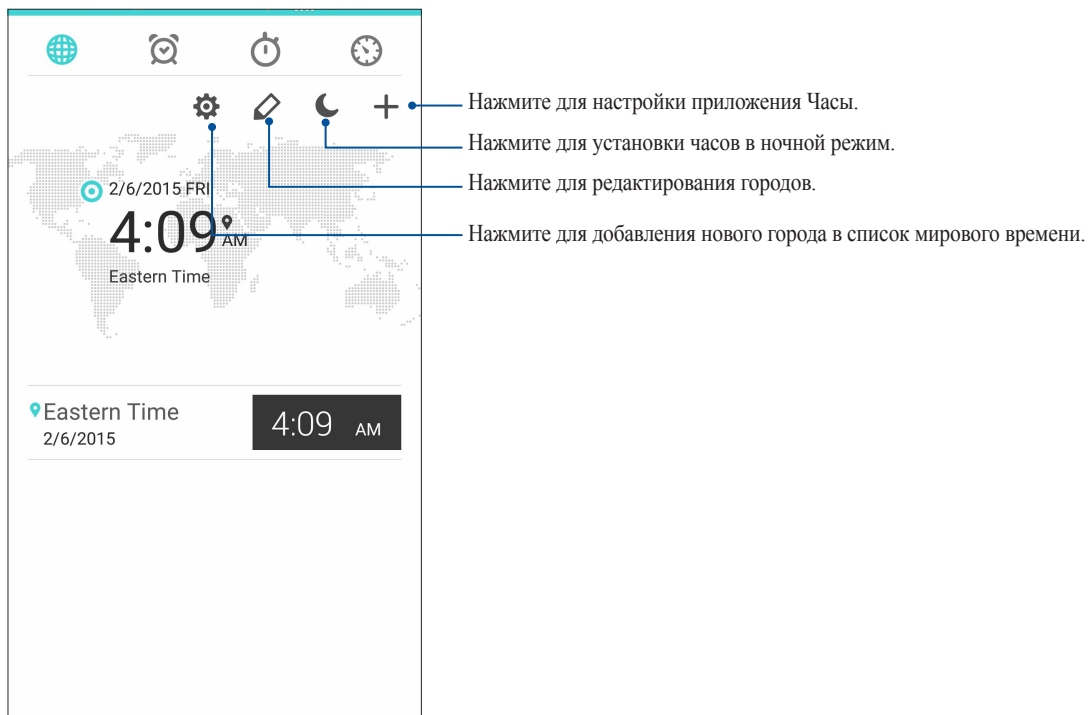 Нажмите для настройки приложения Часы.
Нажмите для установки часов в ночной режим.
Нажмите для редактирования городов.
Нажмите для добавления нового города в список мирового времени.
2/6/2015 FRI
4:09 AM
Eastern Time
Eastern Time
2/6/2015
4:09 AM